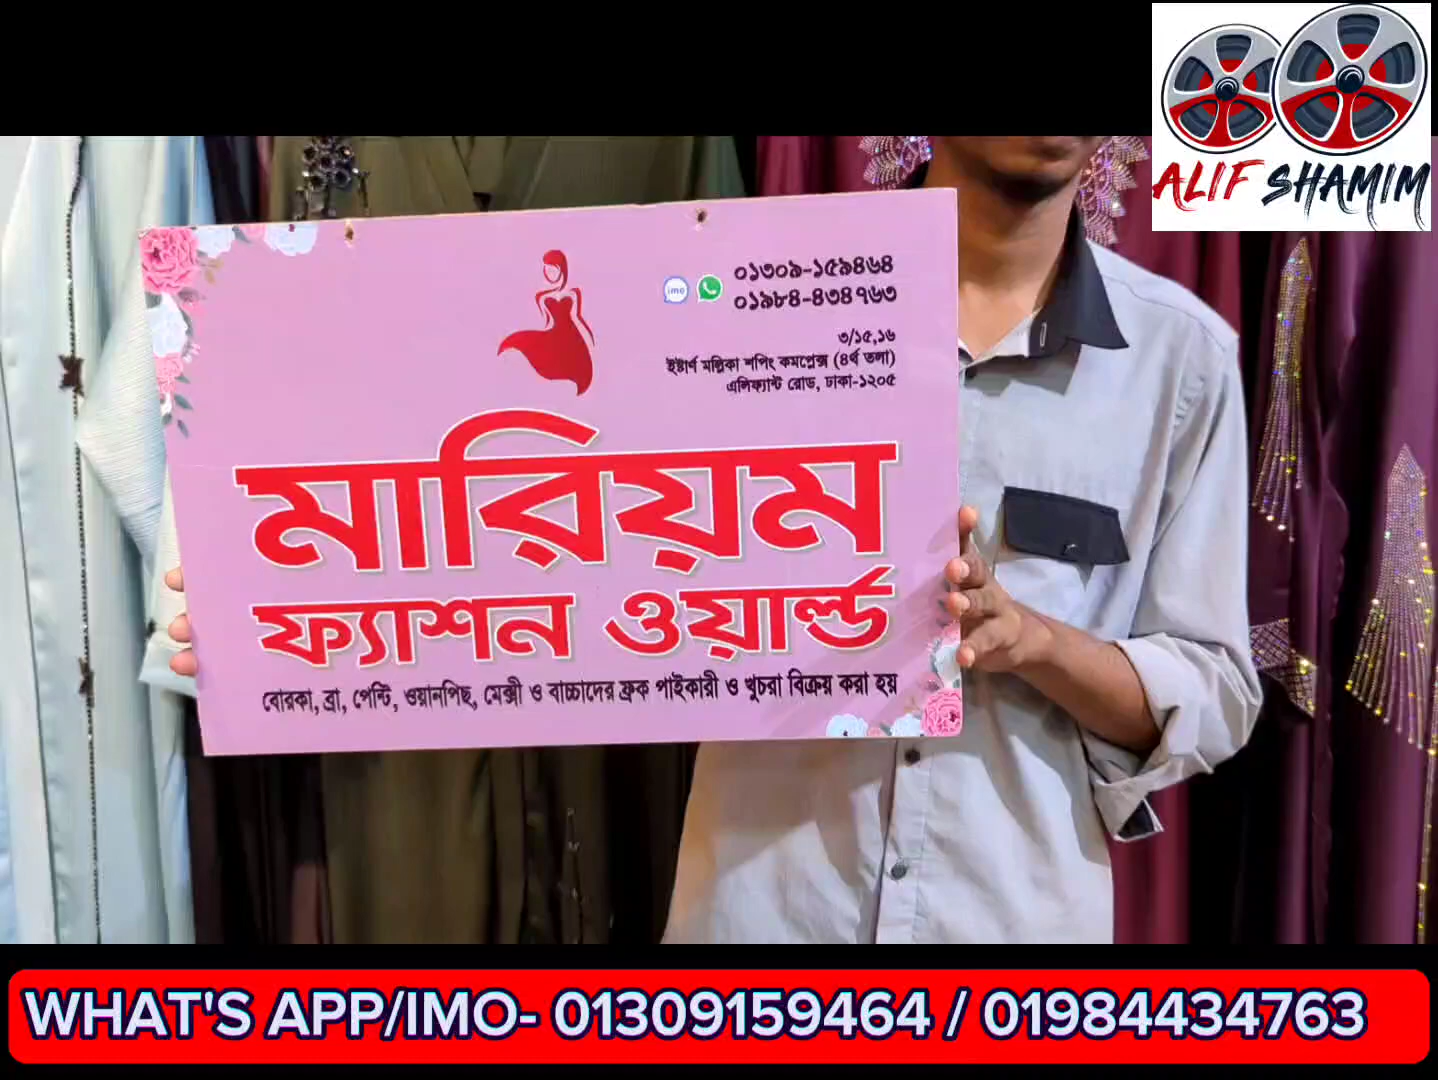 ALIF SHAMIM
০১৩০৯-১৫৯৪৬৪
imo
০১৯৮৪-৪৩৪৭৬৩
৩/১৫,১৬
ইষ্টার্ণ মল্লিকা শপিং কমপ্লেক্স (৪র্থ তলা)
এলিফ্যান্ট রোড, ঢাকা-১২০৫
মারিয়ম
ফ্যাশন ওয়ার্ল্ড
বোরকা, ব্রা, পেন্টি, ওয়ানপিছ, মেক্সী ও বাচ্চাদের ফ্রক পাইকারী ও খুচরা বিক্রয় করা হয়
WHAT'S APP/IMO- 01309159464 / 01984434763